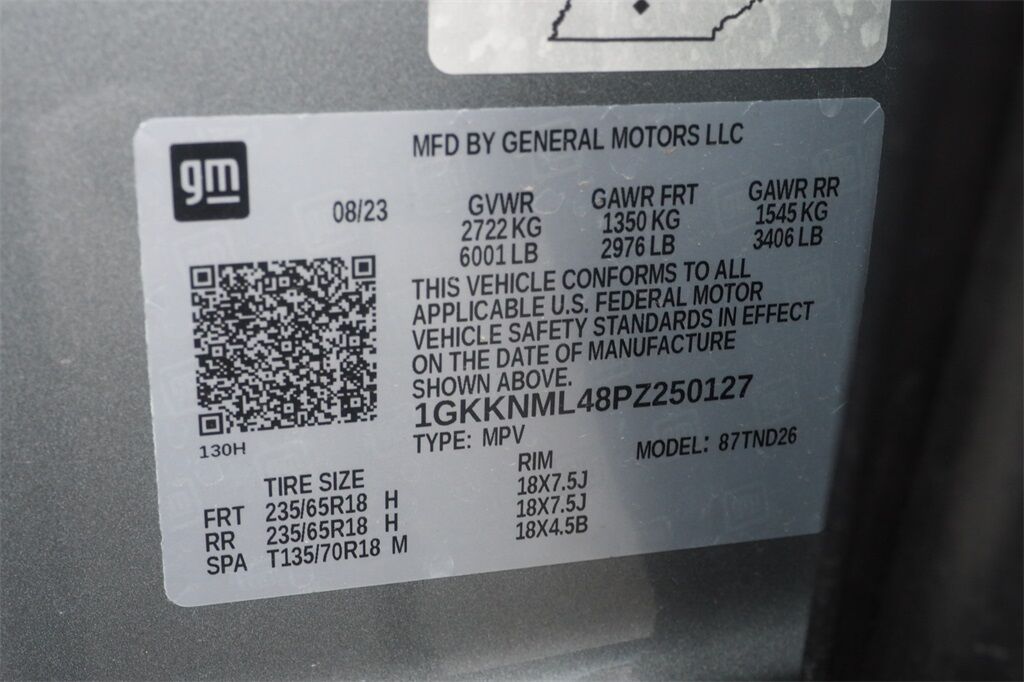 MFD BY GENERAL MOTORS LLC
gm
08/23
GVWR GAWR FRT GAWR RR
2722 KG 1350 KG 1545 KG
6001 LB 2976 LB 3406 LB
THIS VEHICLE CONFORMS TO ALL
APPLICABLE U.S. FEDERAL MOTOR
VEHICLE SAFETY STANDARDS IN EFFECT
ON THE DATE OF MANUFACTURE
SHOWN ABOVE.
1GKKNML48PZ250127
TYPE: MPV MODEL: 87TND26
130H
TIRE SIZE RIM
FRT 235/65R18 H 18X7.5J
RR 235/65R18 H 18X7.5J
SPA T135/70R18 M 18X4.5B